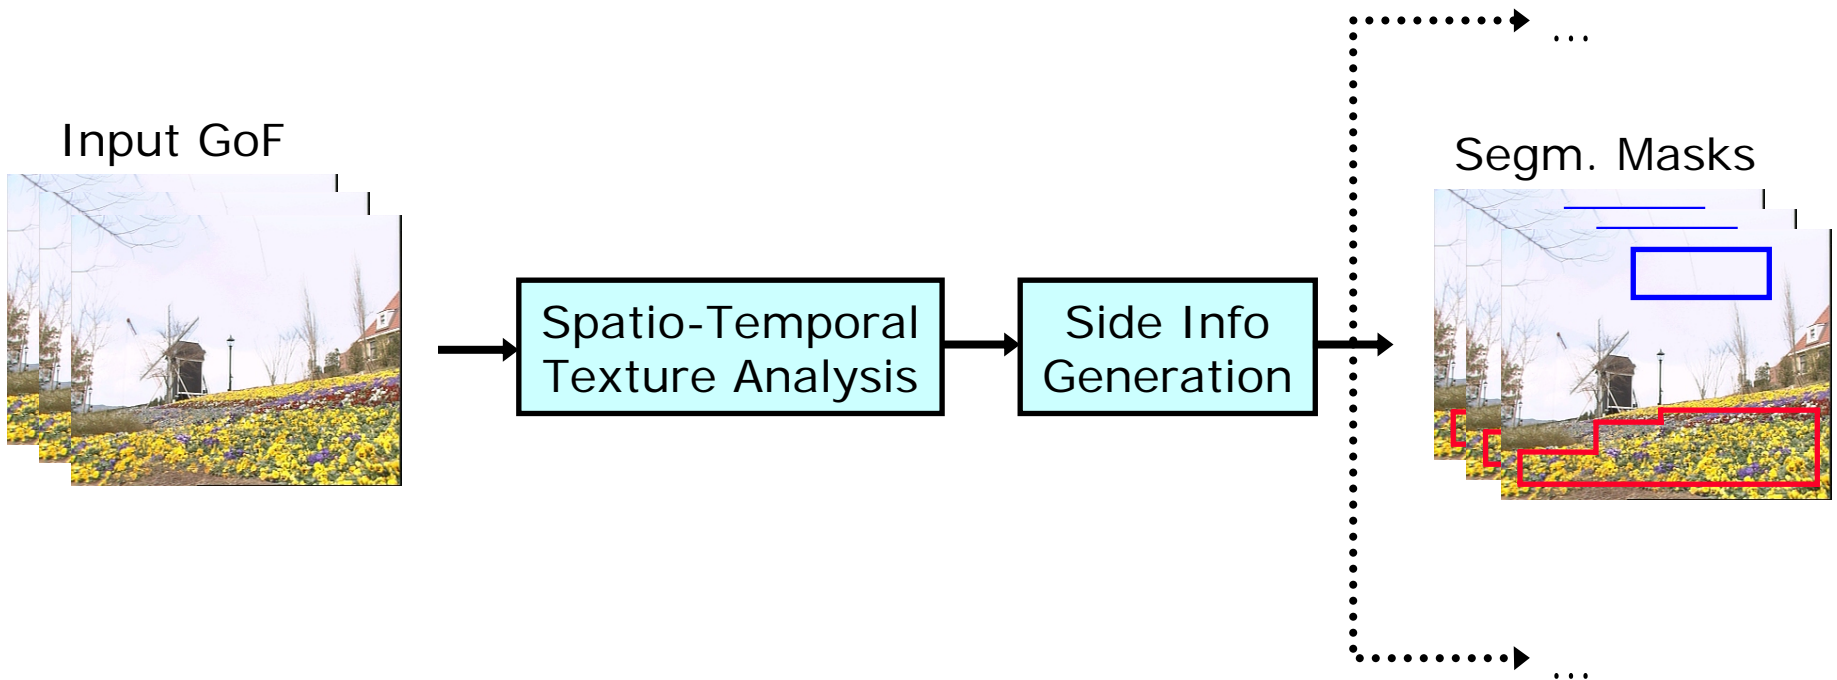 ...
Input GoF
Segm. Masks
Spatio-Temporal
Texture Analysis
Side Info
Generation
...